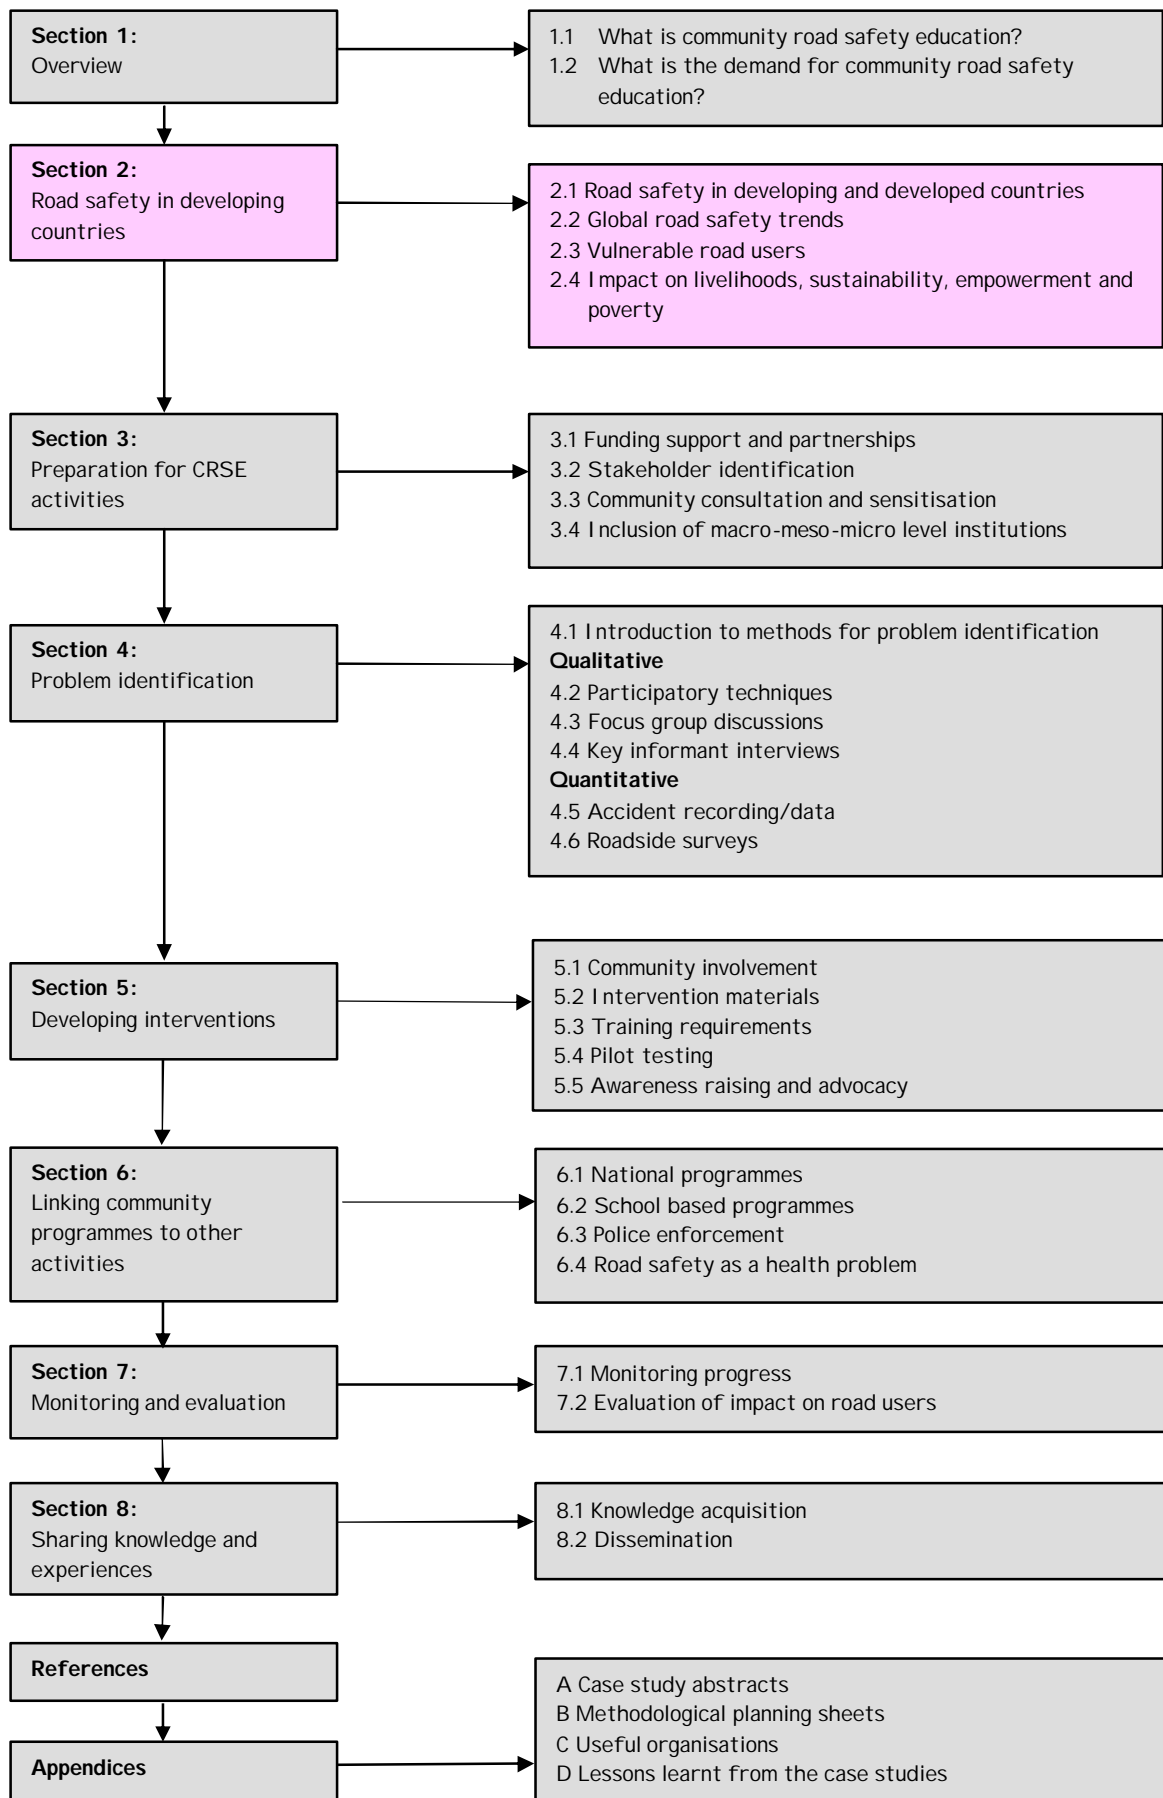 Section 1:
Overview
1.1 What is community road safety education?
1.2 What is the demand for community road safety
education?
Section 2:
Road safety in developing
countries
2.1 Road safety in developing and developed countries
2.2 Global road safety trends
2.3 Vulnerable road users
2.4 Impact on livelihoods, sustainability, empowerment and
poverty
Section 3:
Preparation for CRSE
activities
3.1 Funding support and partnerships
3.2 Stakeholder identification
3.3 Community consultation and sensitisation
3.4 Inclusion of macro-meso-micro level institutions
Section 4:
Problem identification
4.1 Introduction to methods for problem identification
Qualitative
4.2 Participatory techniques
4.3 Focus group discussions
4.4 Key informant interviews
Quantitative
4.5 Accident recording/data
4.6 Roadside surveys
Section 5:
Developing interventions
5.1 Community involvement
5.2 Intervention materials
5.3 Training requirements
5.4 Pilot testing
5.5 Awareness raising and advocacy
Section 6:
Linking community
programmes to other
activities
6.1 National programmes
6.2 School based programmes
6.3 Police enforcement
6.4 Road safety as a health problem
Section 7:
Monitoring and evaluation
7.1 Monitoring progress
7.2 Evaluation of impact on road users
Section 8:
Sharing knowledge and
experiences
8.1 Knowledge acquisition
8.2 Dissemination
References
Appendices
A Case study abstracts
B Methodological planning sheets
C Useful organisations
D Lessons learnt from the case studies